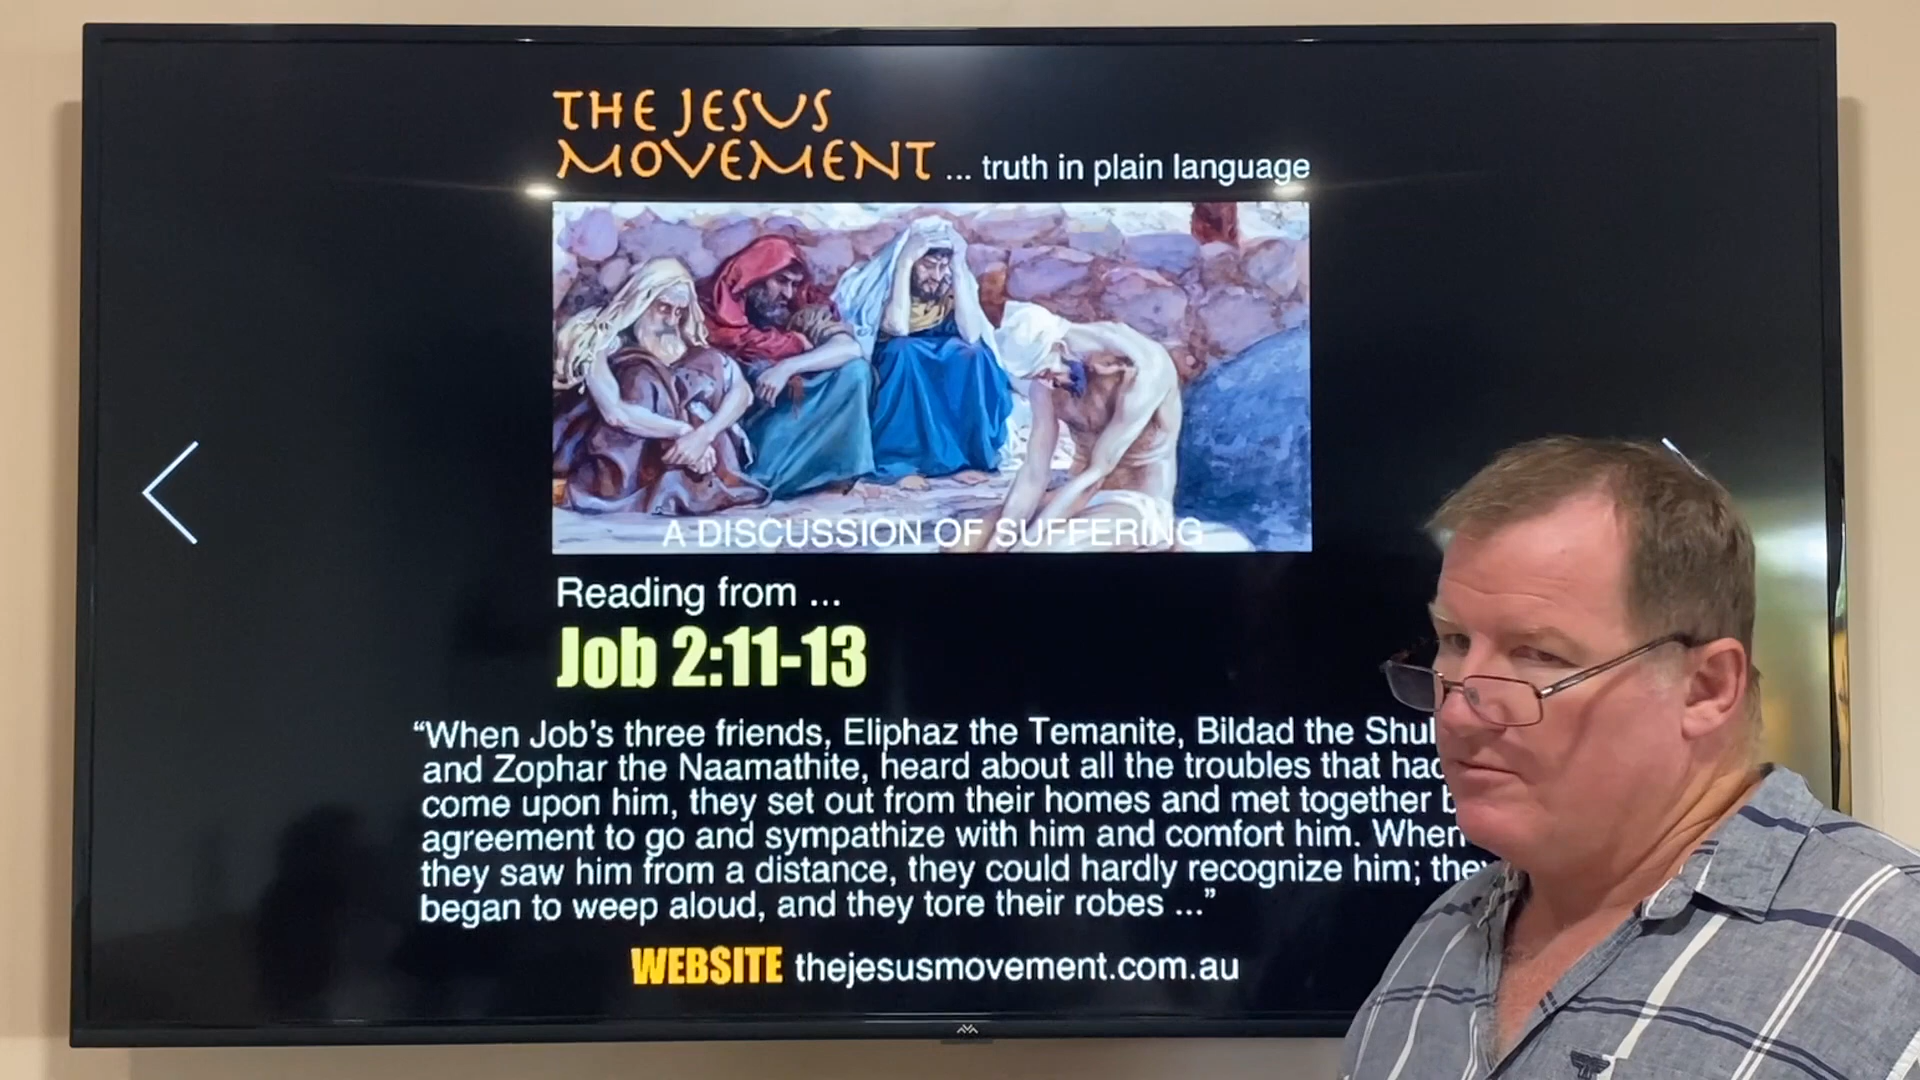 THE JESUS
MOVEMENT ... truth in plain language
A DISCUSSION OF SUFFERING
Reading from ...
Job 2:11-13
“When Job’s three friends, Eliphaz the Temanite, Bildad the
and Zophar the Naamathite, heard about all the troubles that
come upon him, they set out from their homes and met together
agreement to go and sympathize with him and comfort him. When
they saw him from a distance, they could hardly recognize him;
began to weep aloud, and they tore their robes ...”
WEBSITE thejesusmovement.com.au